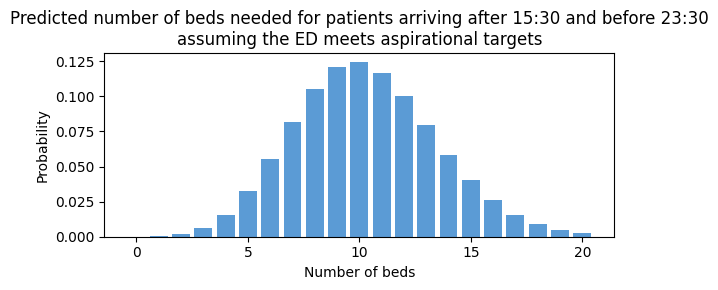 Predicted number of beds needed for patients arriving after 15:30 and before 23:30
assuming the ED meets aspirational targets
0.125
0.100
0.075
0.050
0.025
0.000
Probability
0 5 10 15 20
Number of beds